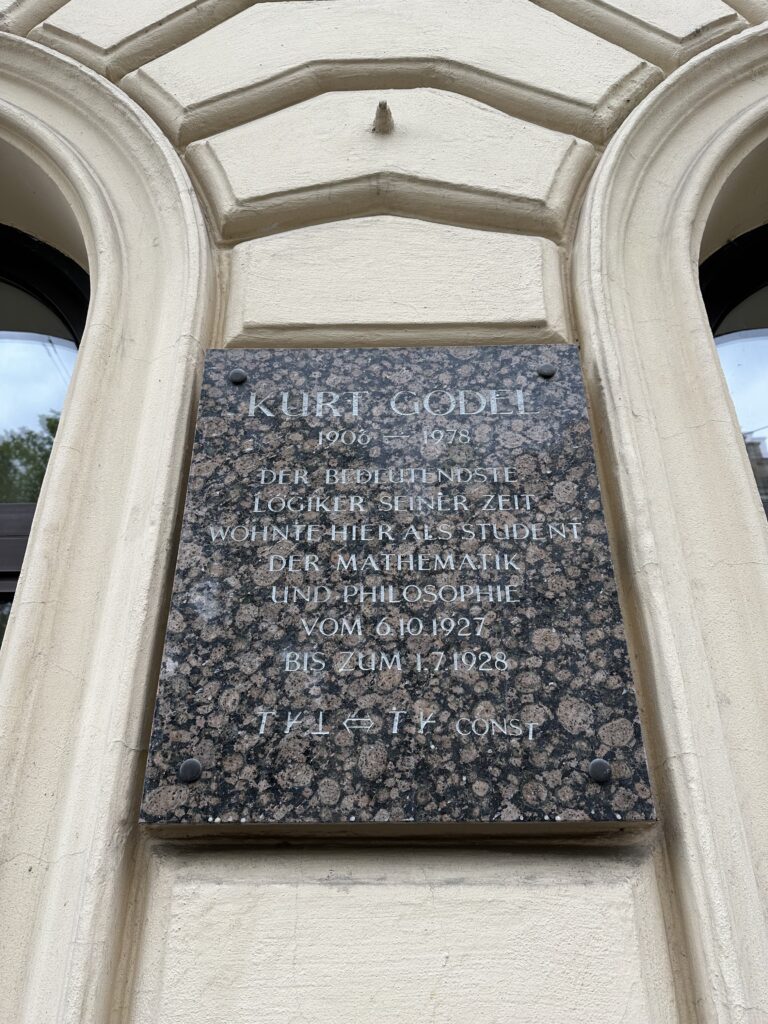 KURT GÖDEL
1906 — 1978
DER BEDEUTENDSTE
LOGIKER SEINER ZEIT
WOHNTE HIER ALS STUDENT
DER MATHEMATIK
UND PHILOSOPHIE
VOM 6.10.1927
BIS ZUM 1.7.1928
T ⊬ ⊥ ⇔ T ⊬ CONST